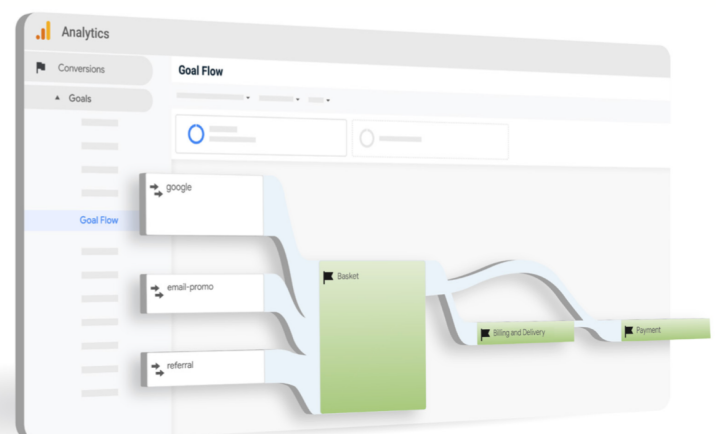 Analytics
Conversions
Goal Flow
Goals
google
Goal Flow
Basket
email-promo
Billing and Delivery
Payment
referral